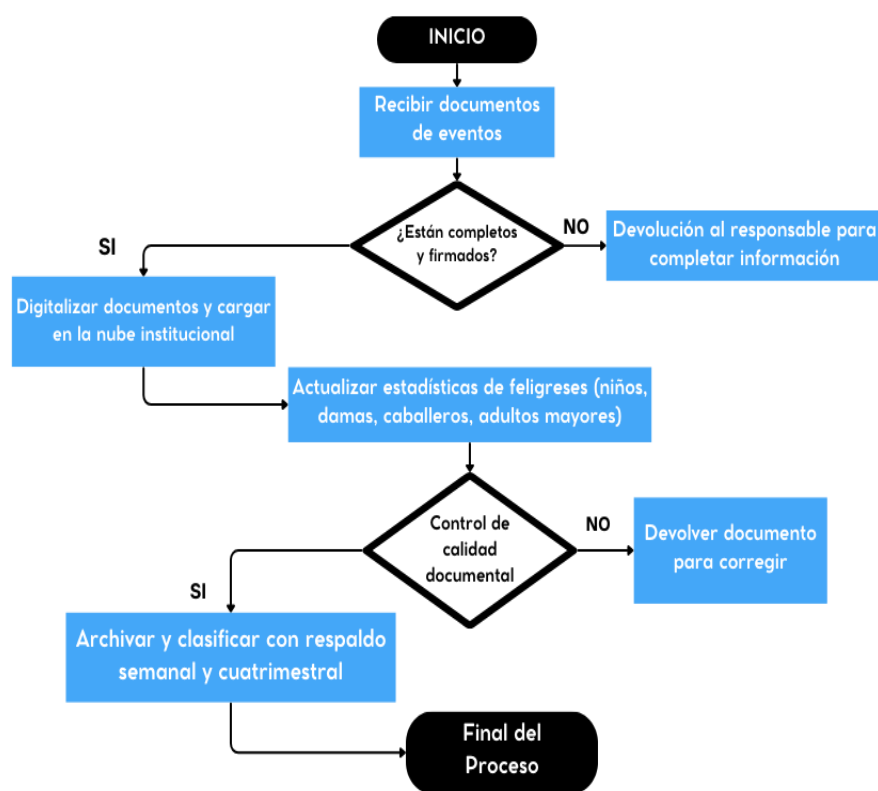 INICIO
Recibir documentos
de eventos
¿Están completos
y firmados?
SI
NO
Devolución al responsable para
completar información
Digitalizar documentos y cargar
en la nube institucional
Actualizar estadísticas de feligreses (niños,
damas, caballeros, adultos mayores)
Control de
calidad
documental
NO
Devolver documento
para corregir
SI
Archivar y clasificar con respaldo
semanal y cuatrimestral
Final del
Proceso